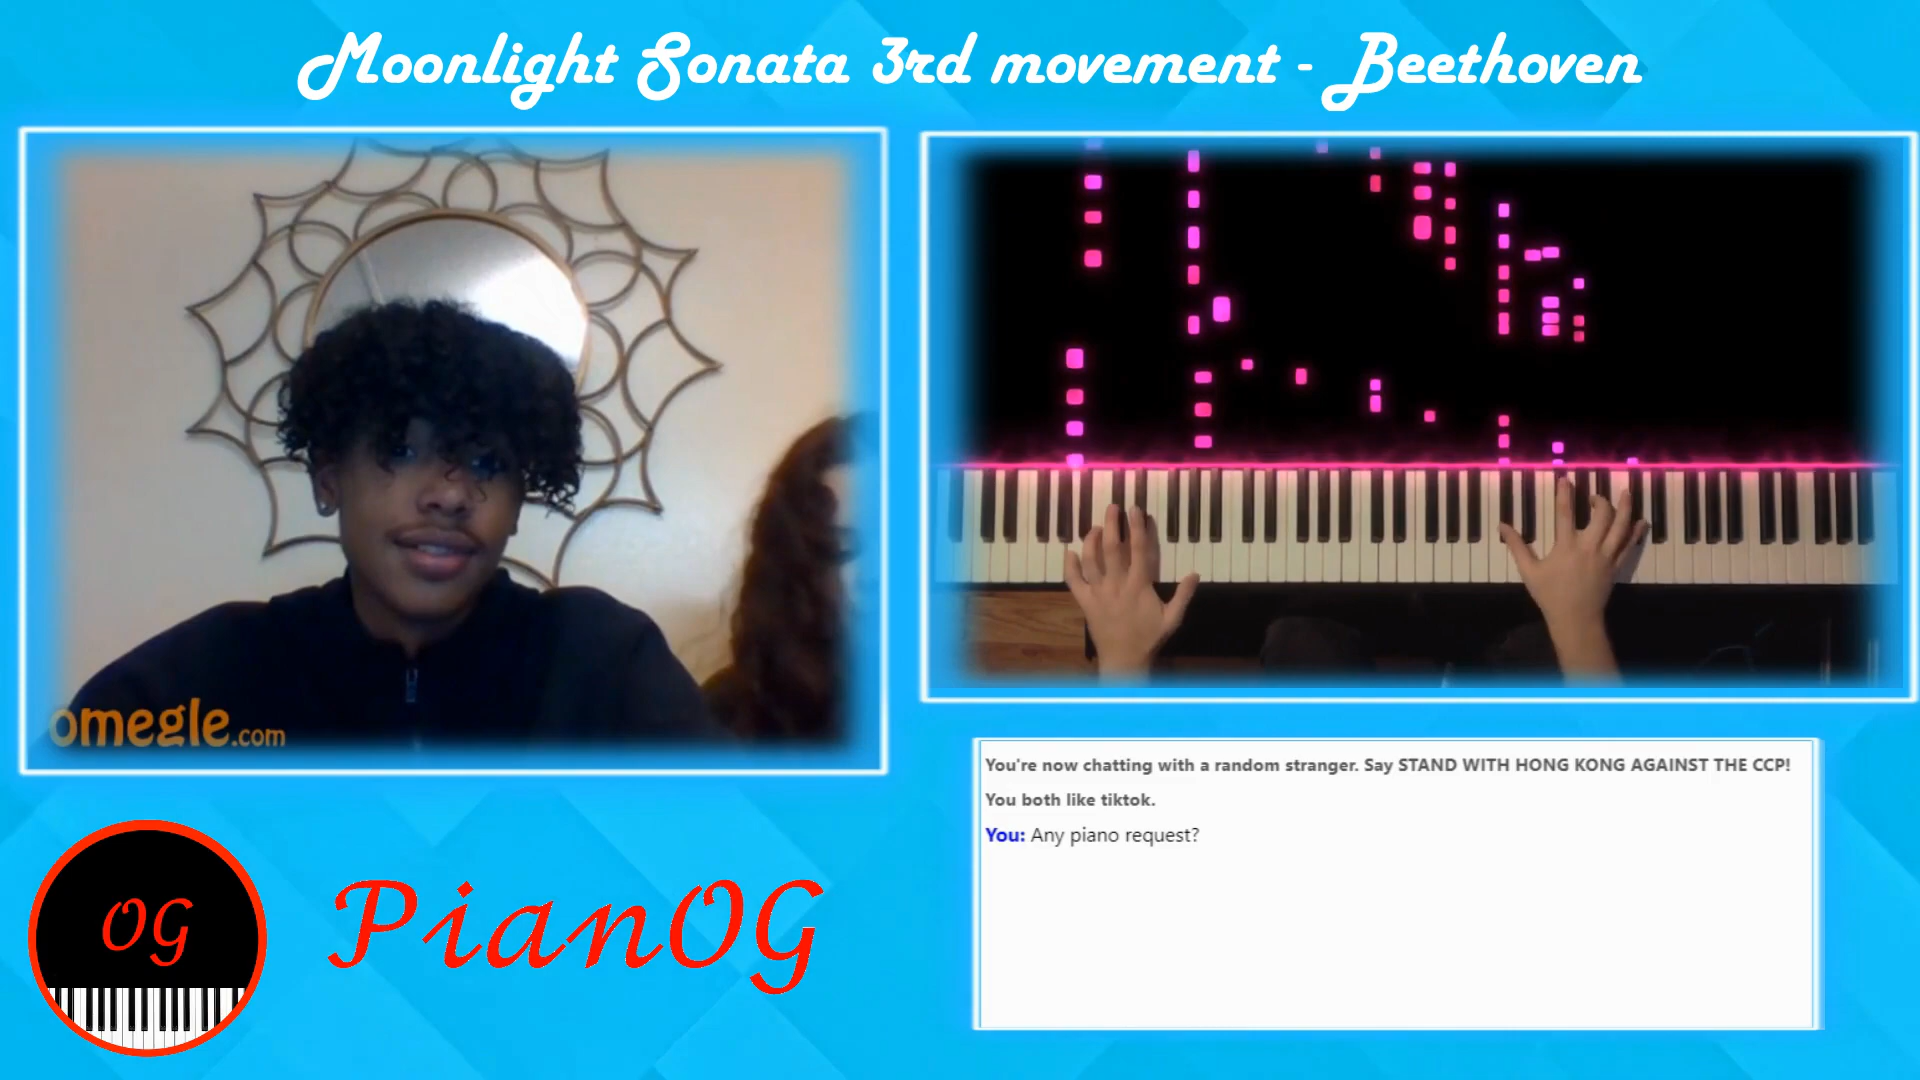 Moonlight Sonata 3rd movement - Beethoven
omegle.com
You're now chatting with a random stranger. Say STAND WITH HONG KONG AGAINST THE CCP!
You both like tiktok.
You: Any piano request?
OG
PianOG